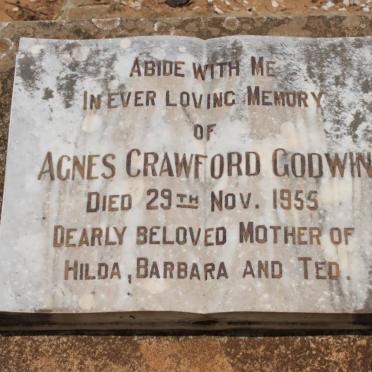 ABIDE WITH ME
IN EVER LOVING MEMORY
OF
AGNES CRAWFORD GODWIN
DIED 29TH NOV. 1955
DEARLY BELOVED MOTHER OF
HILDA, BARBARA AND TED.